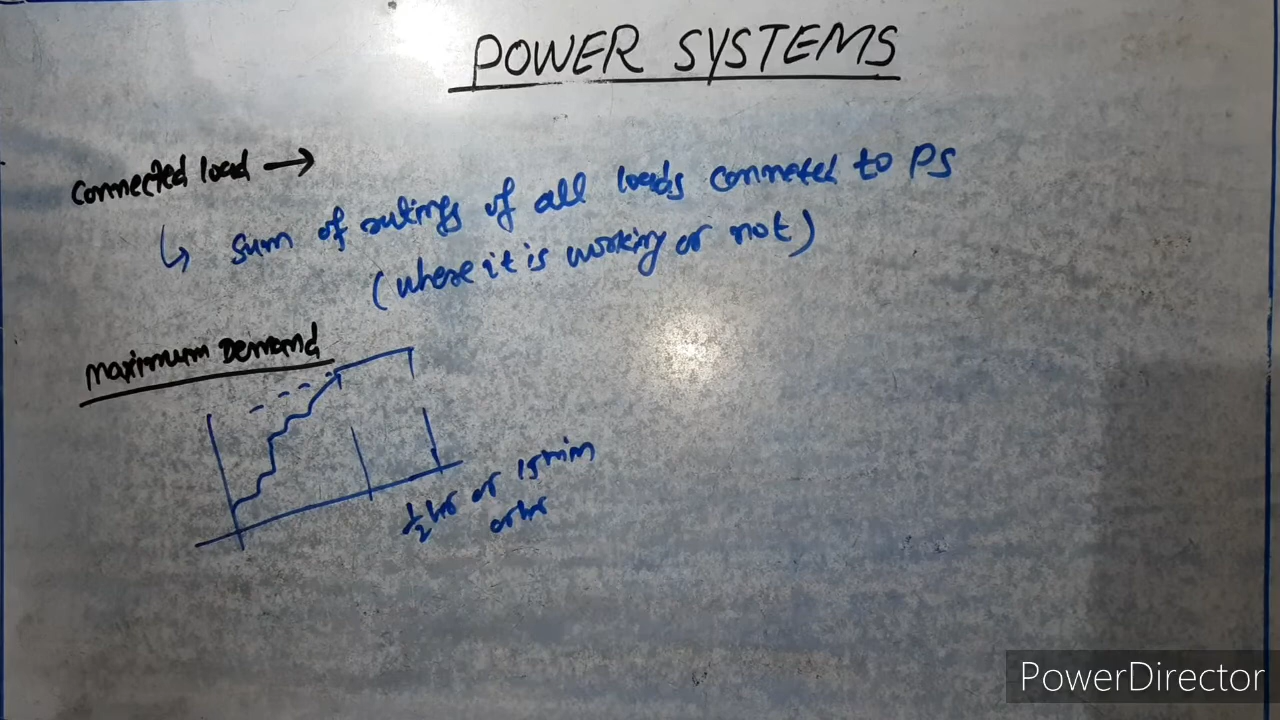 POWER SYSTEMS
Connected load →
↳ Sum of ratings of all loads connected to PS
(where it is working or not)
Maximum Demand
½ hr or 15 min
or hr
PowerDirector